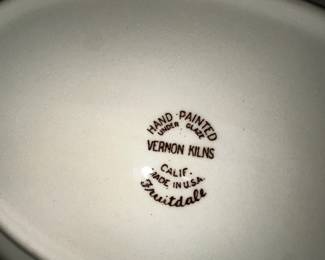 HAND PAINTED
UNDER GLAZE
VERNON KILNS
CALIF.
MADE IN U.S.A.
Fruitdale